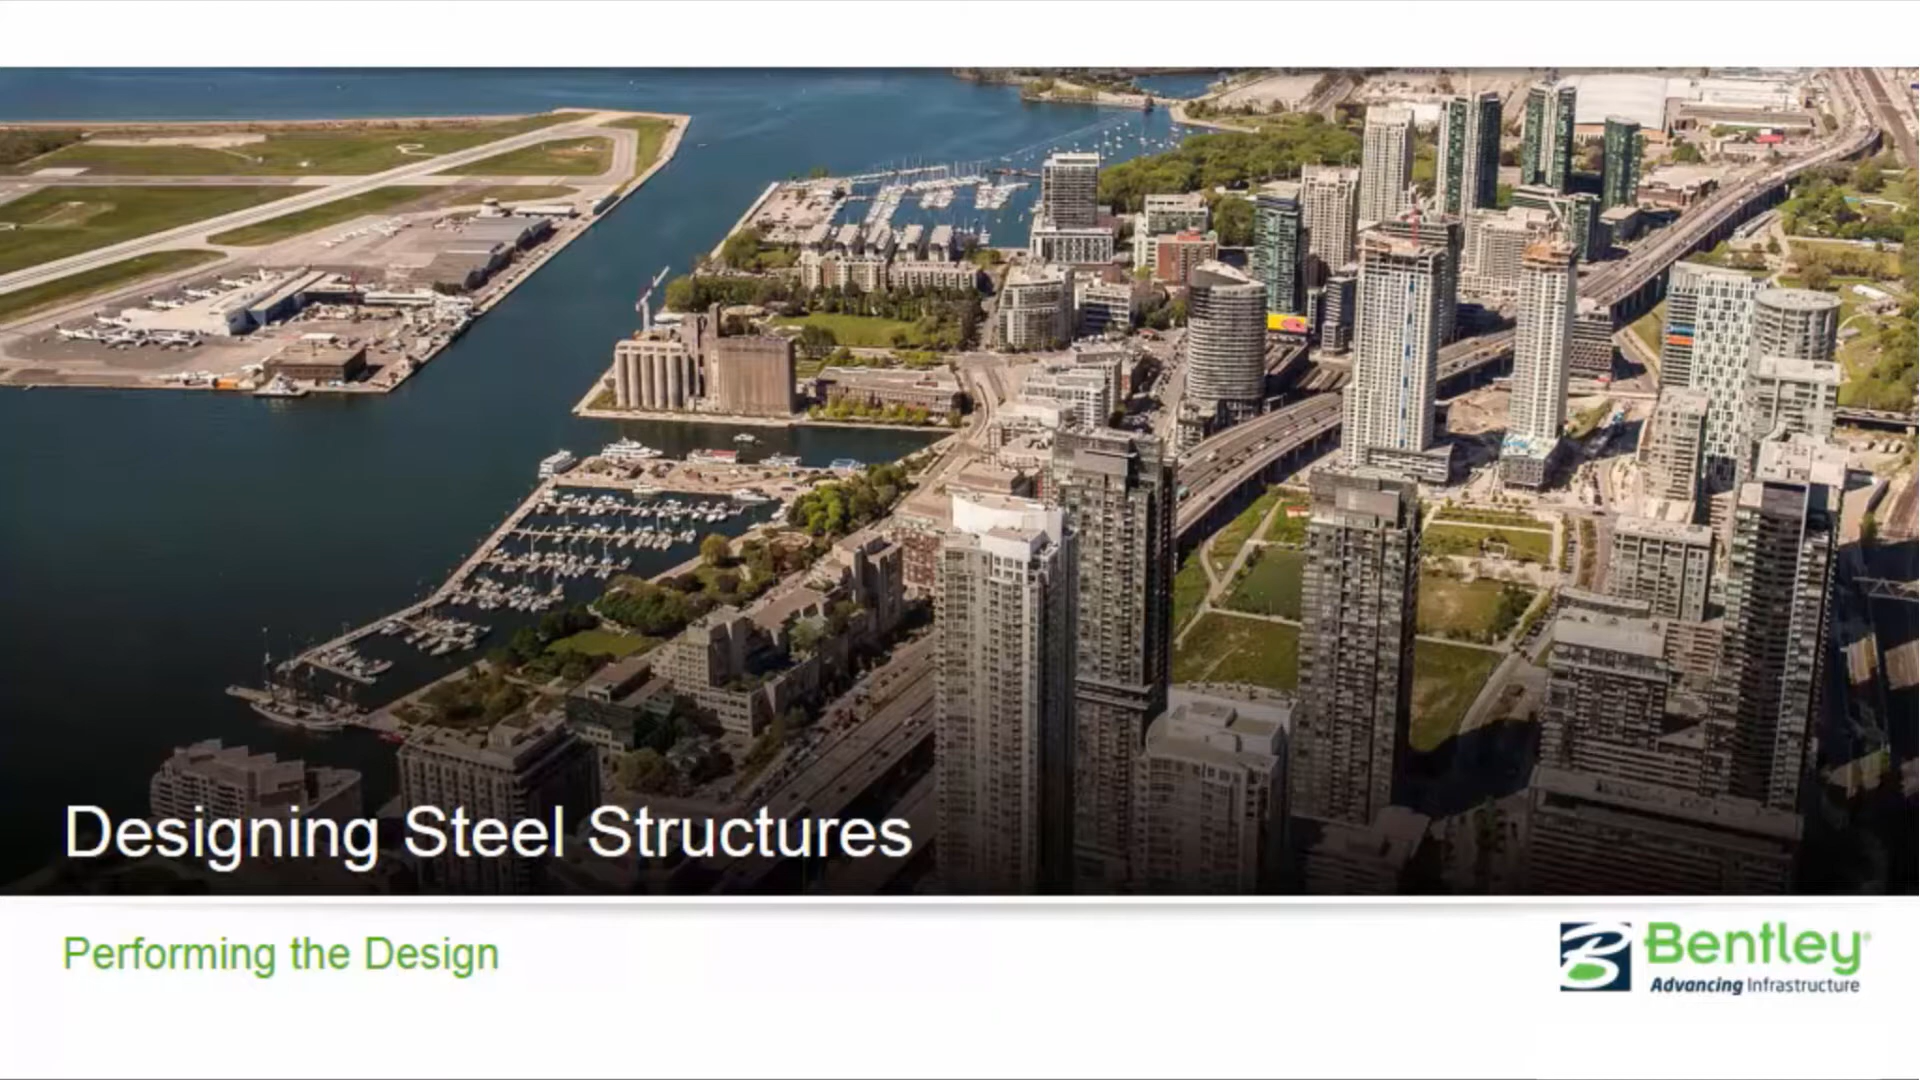 Designing Steel Structures
Performing the Design
Bentley®
Advancing Infrastructure